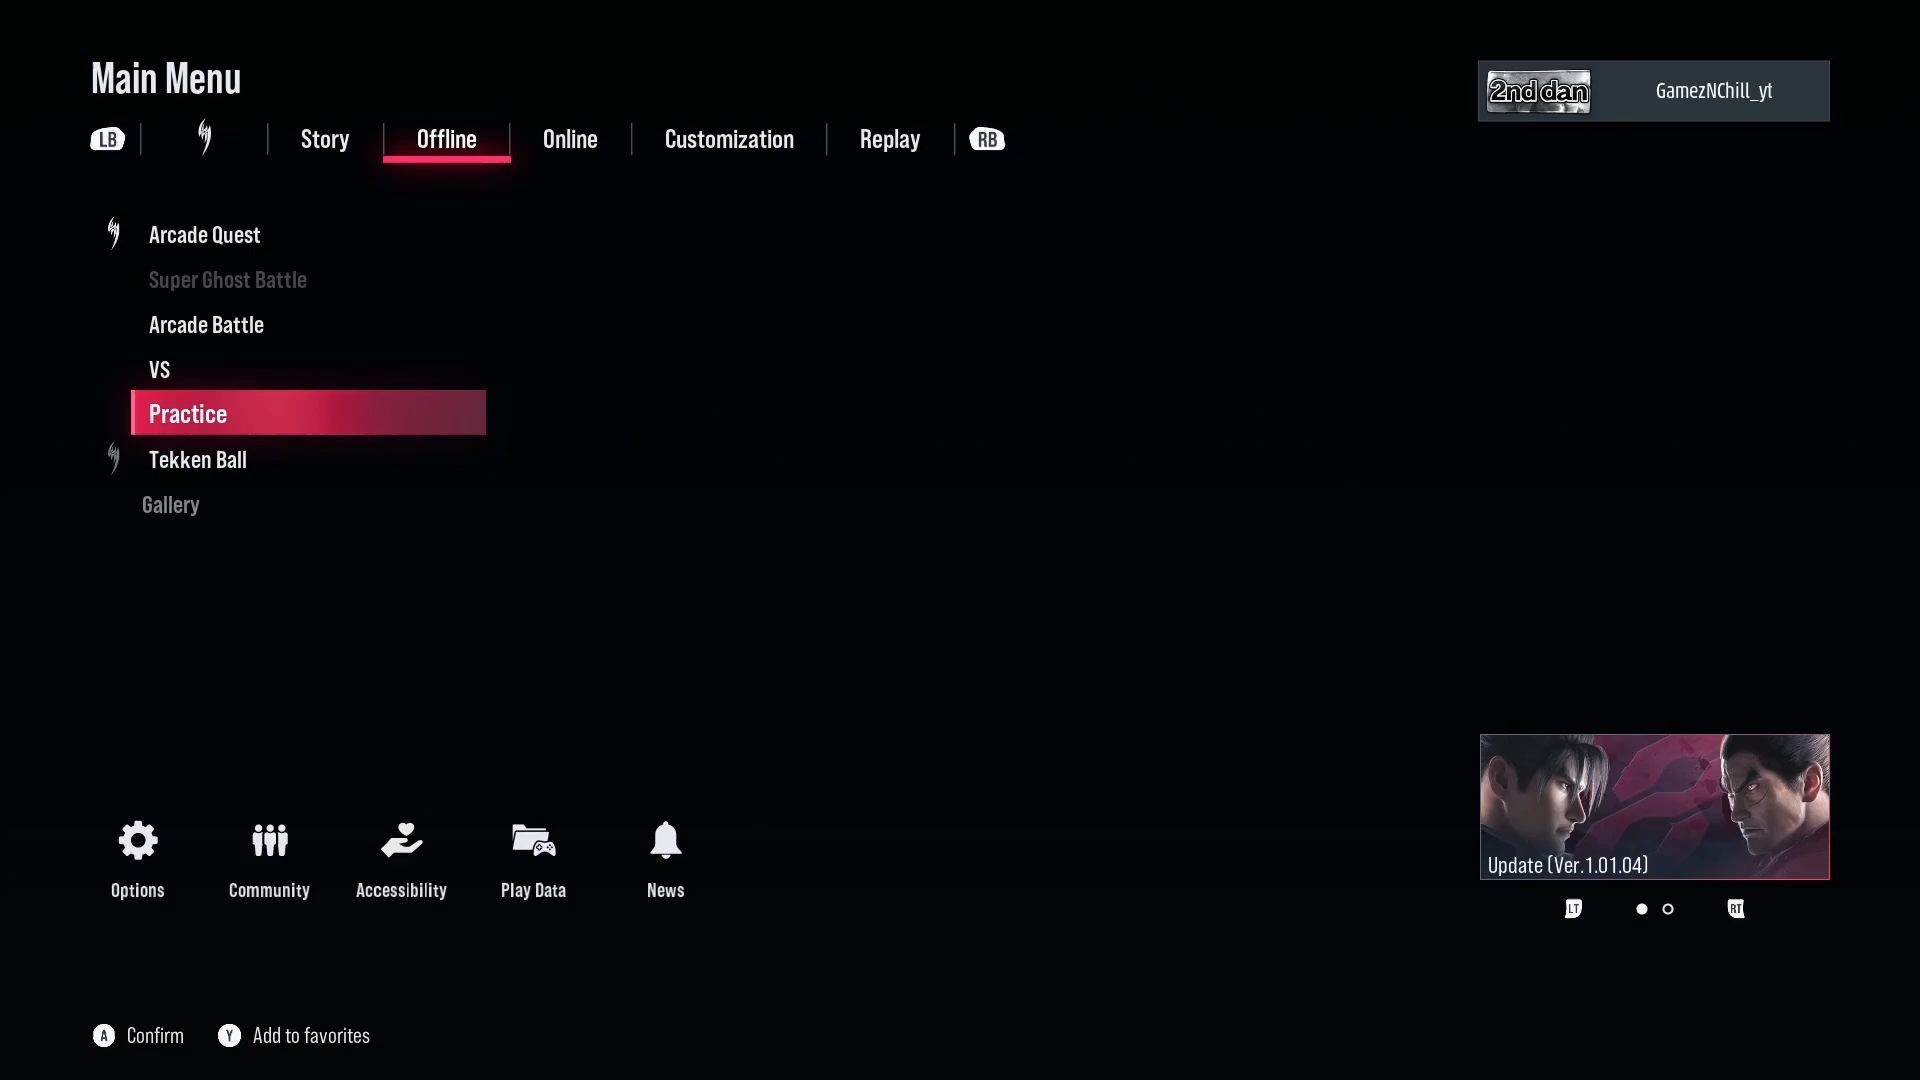 Main Menu
2nd dan GamezNChill_yt
LB Story Offline Online Customization Replay RB
Arcade Quest
Super Ghost Battle
Arcade Battle
VS
Practice
Tekken Ball
Gallery
Options Community Accessibility Play Data News
Update (Ver.1.01.04)
LT RT
A Confirm Y Add to favorites